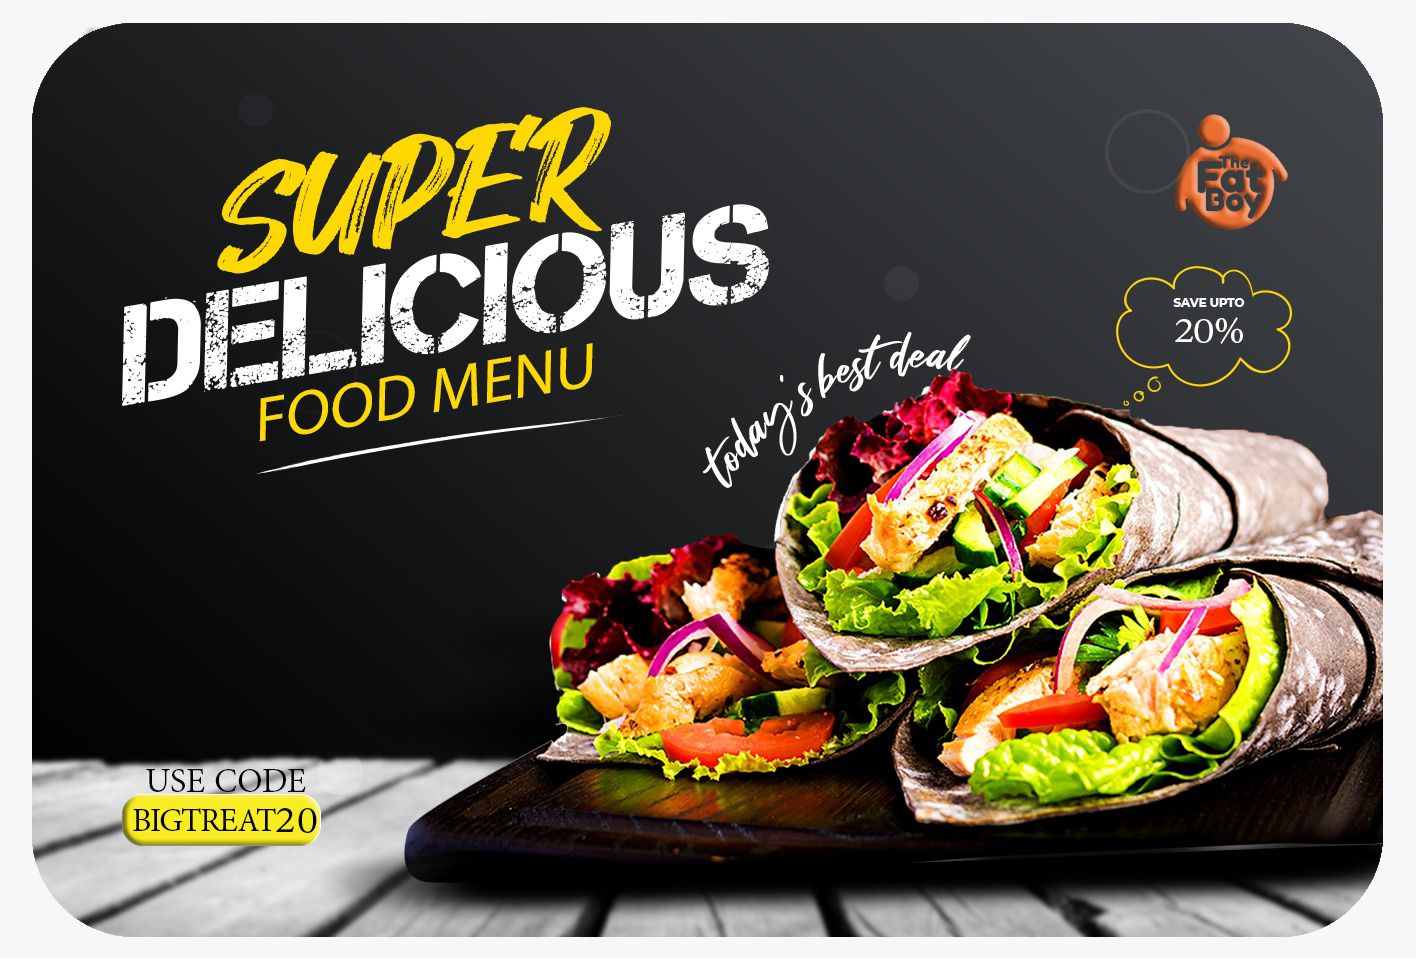 SUPER
DELICIOUS
FOOD MENU
The
Fat
Boy
SAVE UPTO
20%
today's best deal
USE CODE
BIGTREAT20